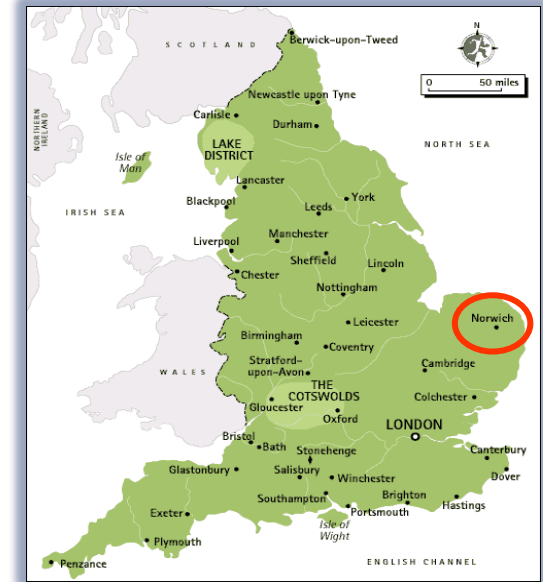 N
SCOTLAND
Berwick-upon-Tweed
0 50 miles
Newcastle upon Tyne
Carlisle
Durham
NORTHERN
IRELAND
LAKE
DISTRICT
NORTH SEA
Isle of
Man
Lancaster
Blackpool
York
Leeds
IRISH SEA
Manchester
Liverpool
Sheffield
Lincoln
Chester
Nottingham
Norwich
Leicester
Birmingham
Coventry
Stratford-
upon-Avon
Cambridge
WALES
THE
COTSWOLDS
Colchester
Gloucester
Oxford
LONDON
Bristol
Bath
Stonehenge
Canterbury
Glastonbury
Salisbury
Winchester
Dover
Southampton
Brighton
Hastings
Portsmouth
Exeter
Isle of
Wight
Plymouth
Penzance
ENGLISH CHANNEL